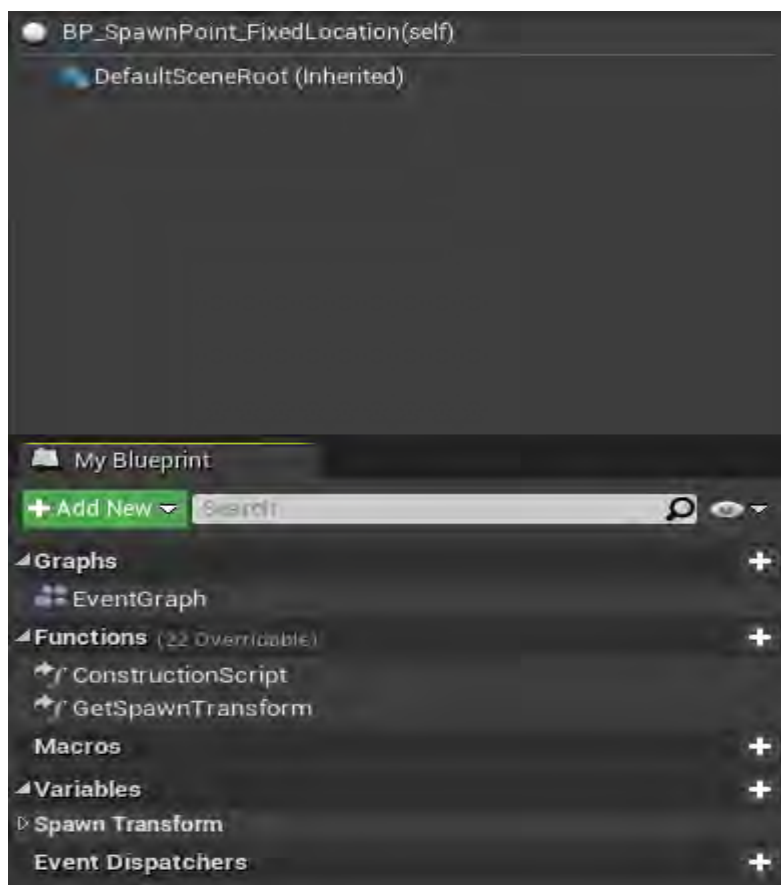 BP_SpawnPoint_FixedLocation(self)
DefaultSceneRoot (Inherited)
My Blueprint
+ Add New
Search
Graphs
EventGraph
Functions (22 Overridable)
ConstructionScript
GetSpawnTransform
Macros
Variables
Spawn Transform
Event Dispatchers